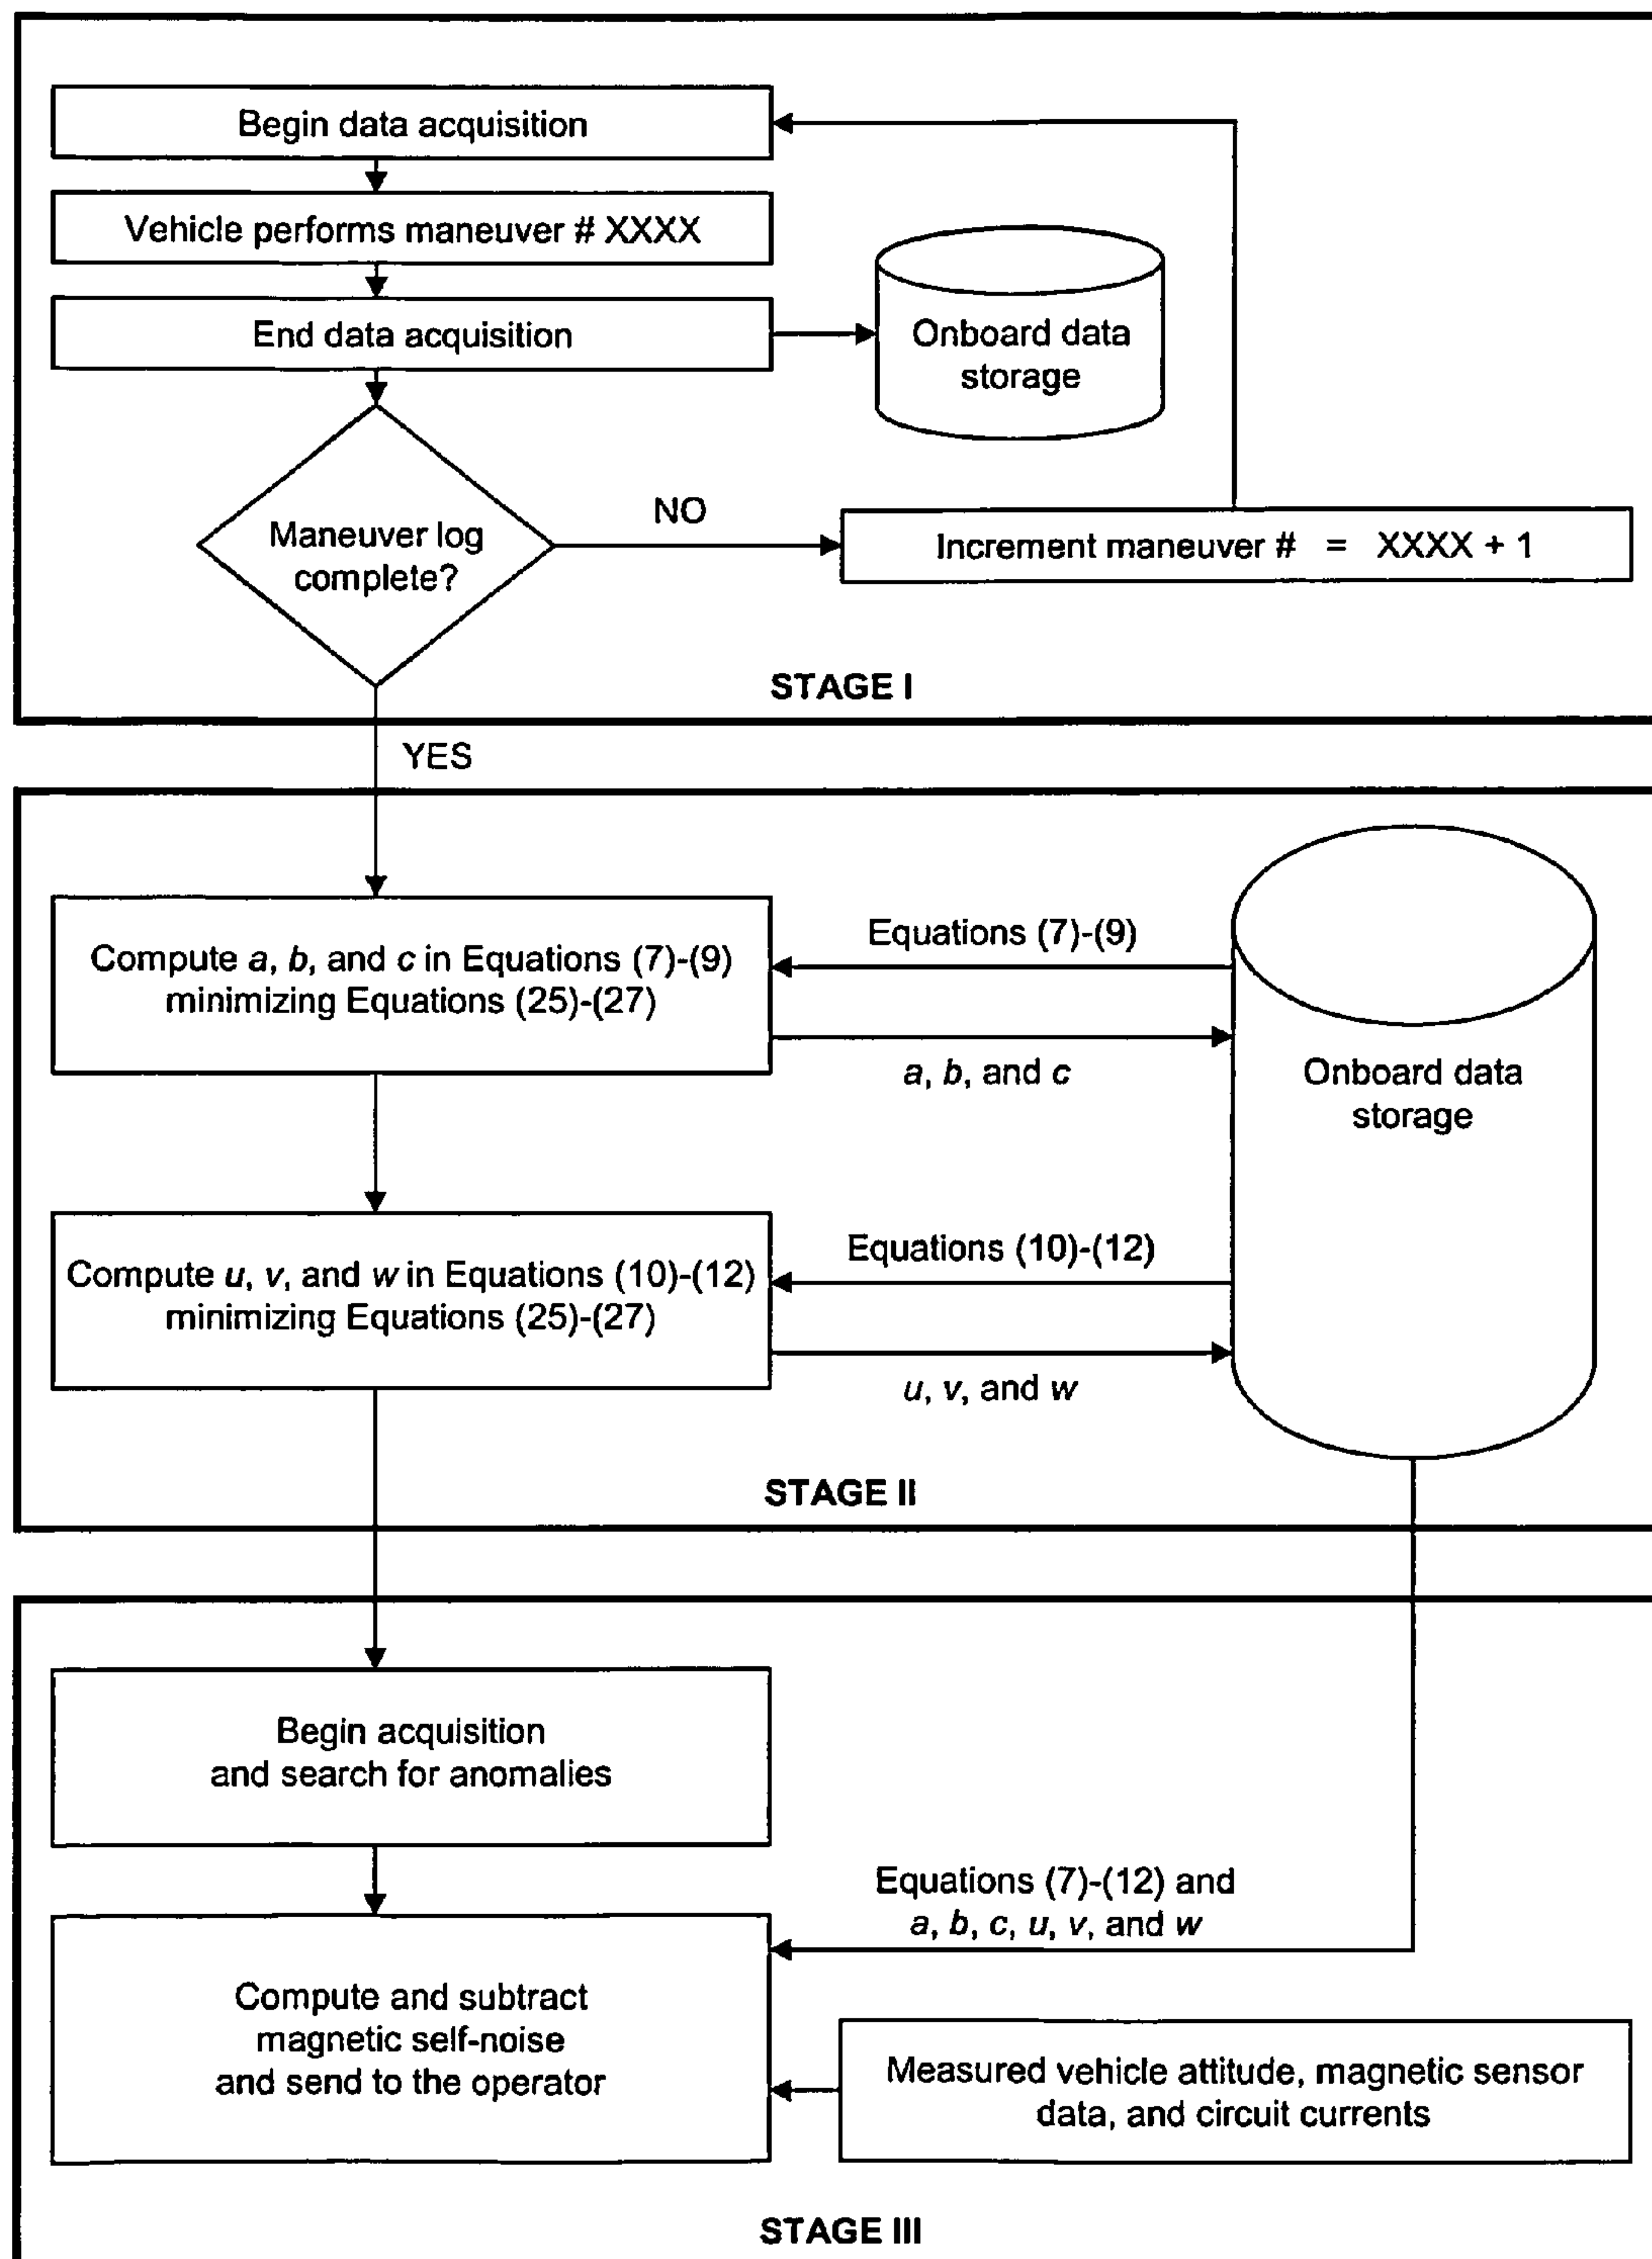 Begin data acquisition
Vehicle performs maneuver # XXXX
End data acquisition
Onboard data
storage
Maneuver log
complete?
NO
Increment maneuver # = XXXX + 1
STAGE I
YES
Compute a, b, and c in Equations (7)-(9)
minimizing Equations (25)-(27)
Equations (7)-(9)
a, b, and c
Onboard data
storage
Compute u, v, and w in Equations (10)-(12)
minimizing Equations (25)-(27)
Equations (10)-(12)
u, v, and w
STAGE II
Begin acquisition
and search for anomalies
Equations (7)-(12) and
a, b, c, u, v, and w
Compute and subtract
magnetic self-noise
and send to the operator
Measured vehicle attitude, magnetic sensor
data, and circuit currents
STAGE III